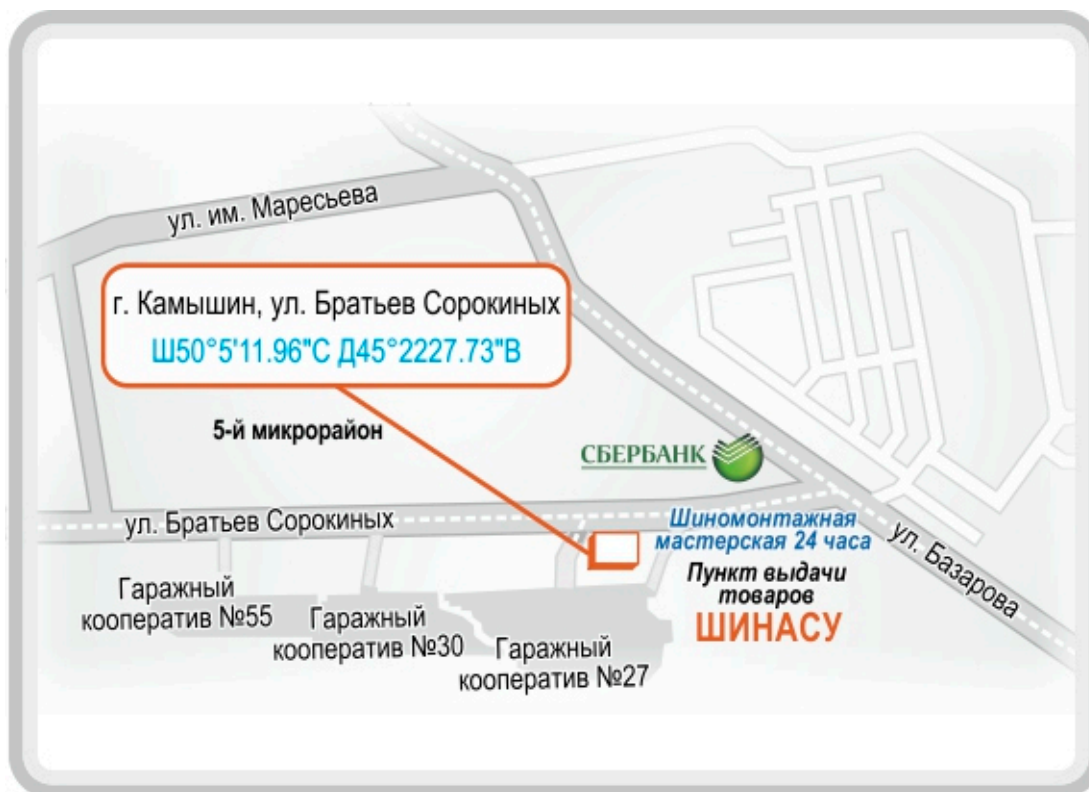 ул. им. Маресьева
г. Камышин, ул. Братьев Сорокиных
Ш50°5'11.96"С Д45°2227.73"В
5-й микрорайон
СБЕРБАНК
ул. Братьев Сорокиных
Шиномонтажная
мастерская 24 часа
Пункт выдачи
товаров
ШИНАСУ
ул. Базарова
Гаражный
кооператив №55
Гаражный
кооператив №30
Гаражный
кооператив №27